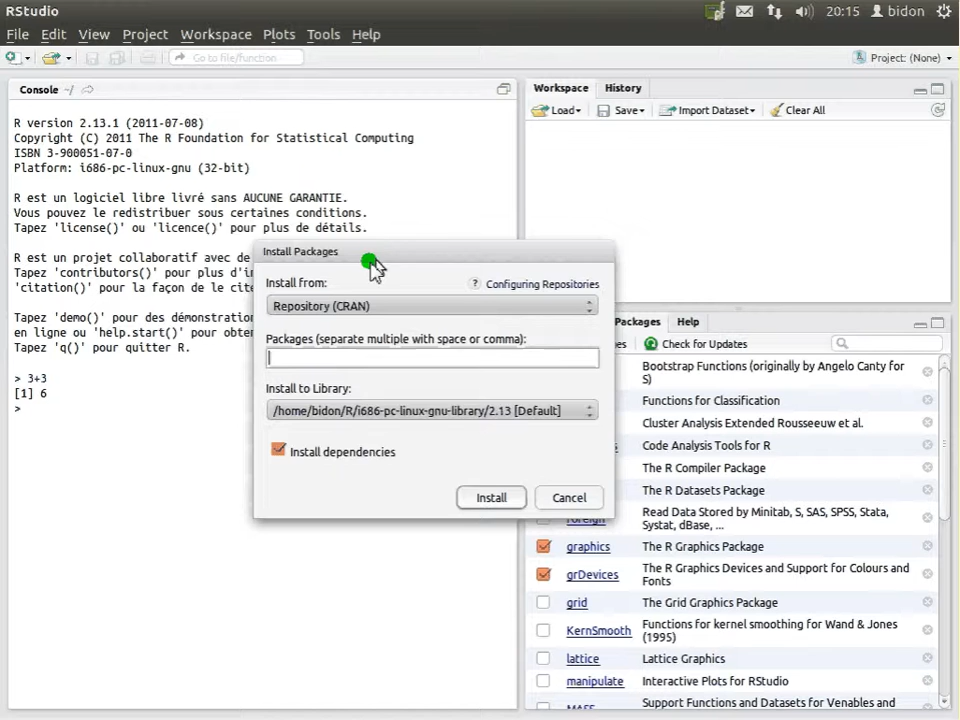 RStudio
20:15
bidon
File Edit View Project Workspace Plots Tools Help
Go to file/function
Project: (None)
Console ~/
Workspace History
Load Save Import Dataset Clear All
R version 2.13.1 (2011-07-08)
Copyright (C) 2011 The R Foundation for Statistical Computing
ISBN 3-900051-07-0
Platform: i686-pc-linux-gnu (32-bit)
R est un logiciel libre livré sans AUCUNE GARANTIE.
Vous pouvez le redistribuer sous certaines conditions.
Tapez 'license()' ou 'licence()' pour plus de détails.
R est un projet collaboratif avec de
Tapez 'contributors()' pour plus d'i
'citation()' pour la façon de le cit
Tapez 'demo()' pour des démonstration
en ligne ou 'help.start()' pour obte
Tapez 'q()' pour quitter R.
> 3+3
[1] 6
>
Install Packages
Install from:
? Configuring Repositories
Repository (CRAN)
Packages (separate multiple with space or comma):
Install to Library:
/home/bidon/R/i686-pc-linux-gnu-library/2.13 [Default]
Install dependencies
Install Cancel
Packages Help
Check for Updates
Bootstrap Functions (originally by Angelo Canty for
S)
Functions for Classification
Cluster Analysis Extended Rousseeuw et al.
Code Analysis Tools for R
The R Compiler Package
The R Datasets Package
foreign Read Data Stored by Minitab, S, SAS, SPSS, Stata,
Systat, dBase, ...
graphics The R Graphics Package
grDevices The R Graphics Devices and Support for Colours and
Fonts
grid The Grid Graphics Package
KernSmooth Functions for kernel smoothing for Wand & Jones
(1995)
lattice Lattice Graphics
manipulate Interactive Plots for RStudio
MASS Support Functions and Datasets for Venables and